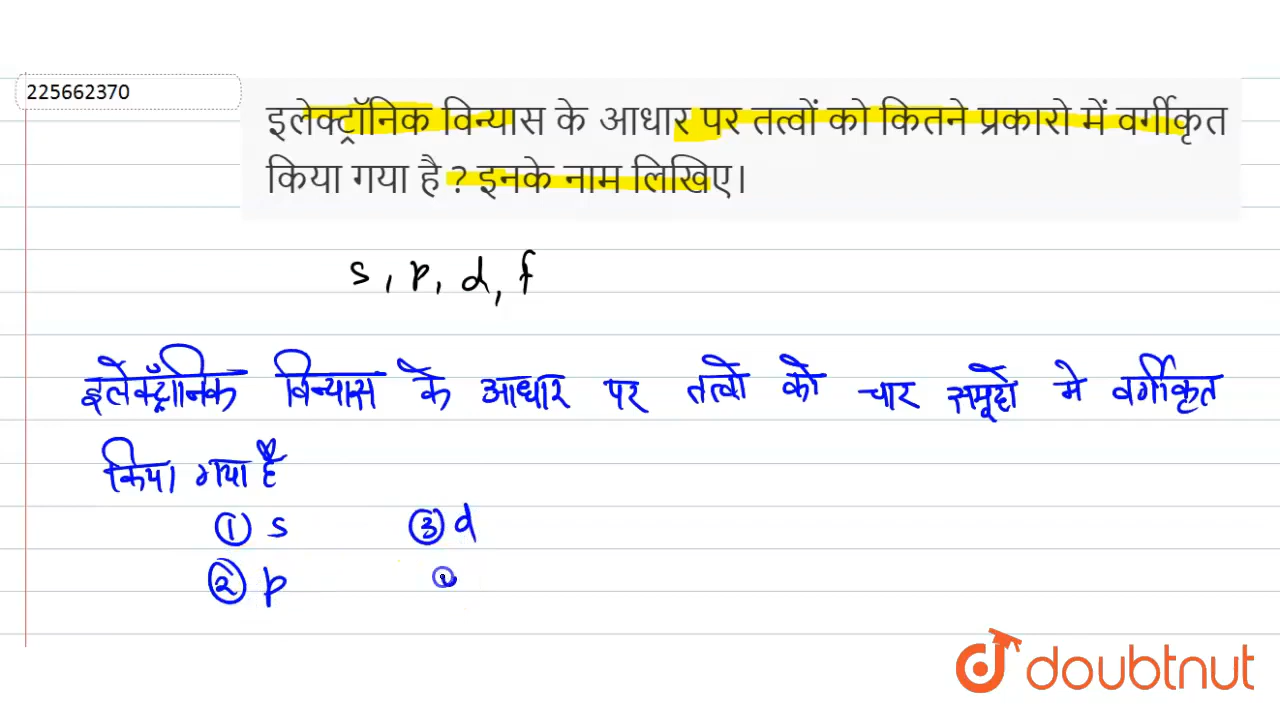 225662370
इलेक्ट्रॉनिक विन्यास के आधार पर तत्वों को कितने प्रकारो में वर्गीकृत
किया गया है ? इनके नाम लिखिए।
s, p, d, f
इलेक्ट्रॉनिक विन्यास के आधार पर तत्वो को चार समूहो मे वर्गीकृत
किया गया है
① s ③ d
② p
doubtnut